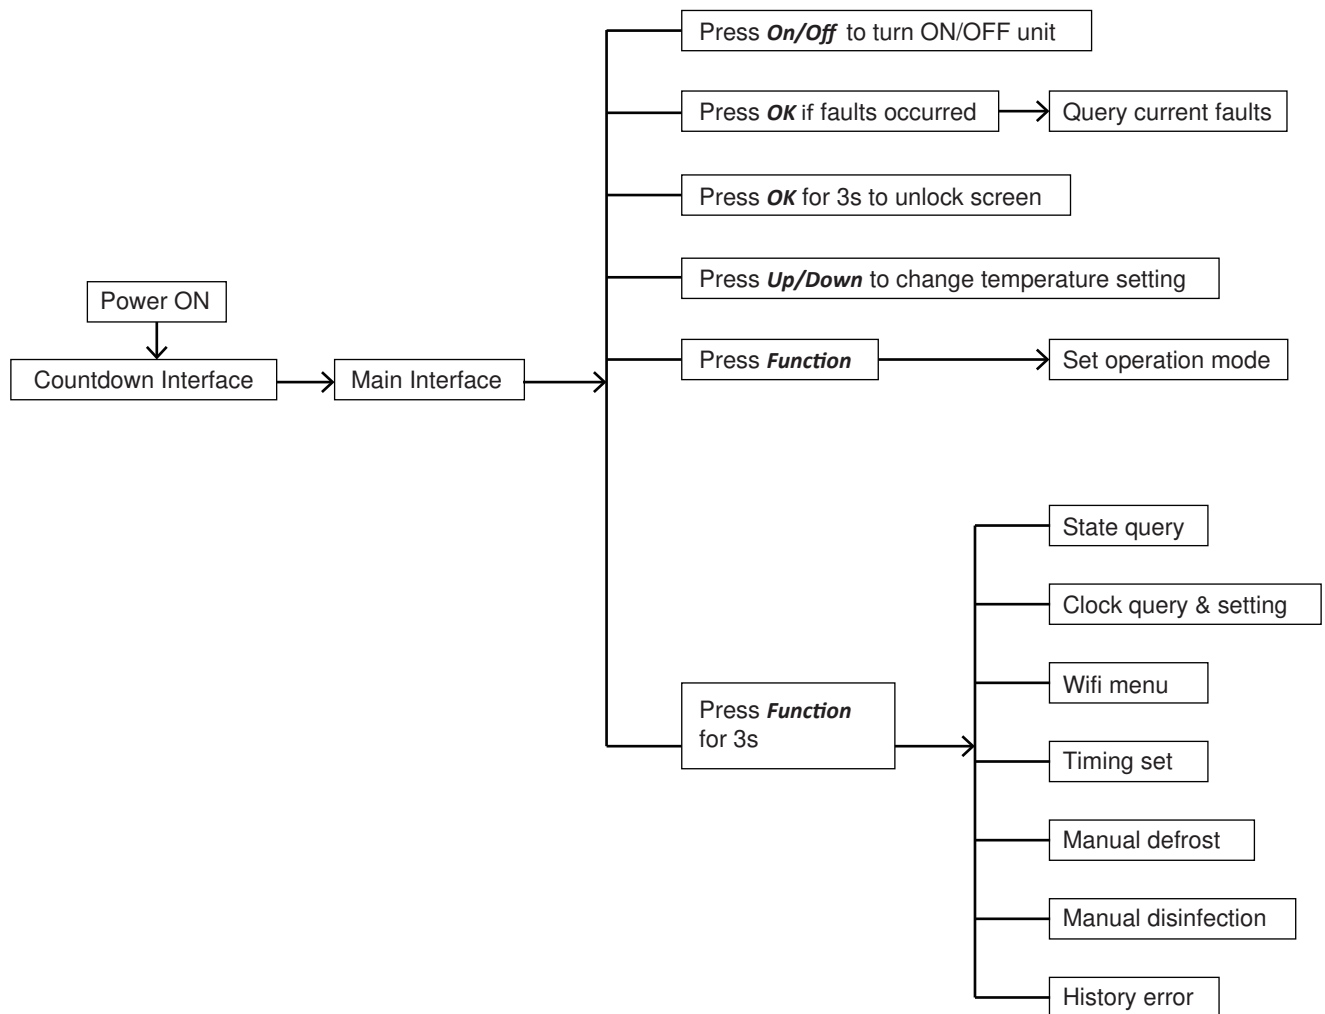 Press On/Off to turn ON/OFF unit
Press OK if faults occurred
Query current faults
Press OK for 3s to unlock screen
Press Up/Down to change temperature setting
Power ON
Countdown Interface
Main Interface
Press Function
Set operation mode
State query
Clock query & setting
Wifi menu
Press Function
for 3s
Timing set
Manual defrost
Manual disinfection
History error